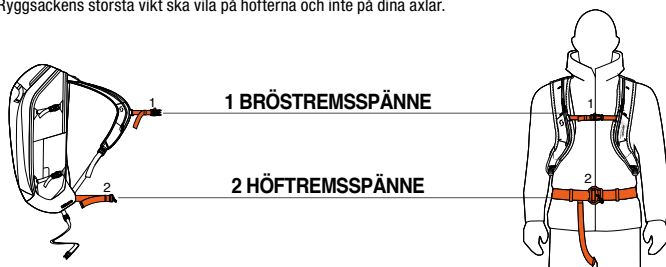 Ryggsäckens största vikt ska vila på höfterna och inte på dina axlar.
1
1 BRÖSTREMSSPÄNNE
1
2
2 HÖFTREMSSPÄNNE
2